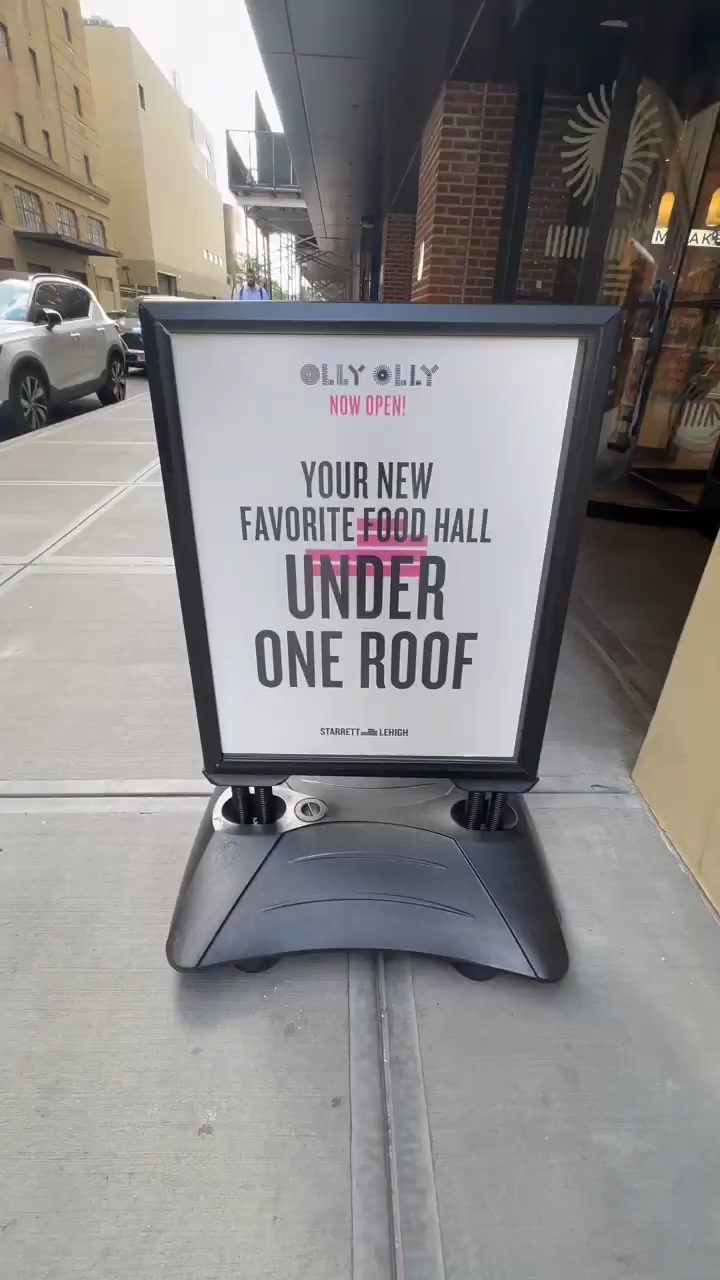 OLLY OLLY
NOW OPEN!
YOUR NEW
FAVORITE FOOD HALL
UNDER
ONE ROOF
STARRETT LEHIGH